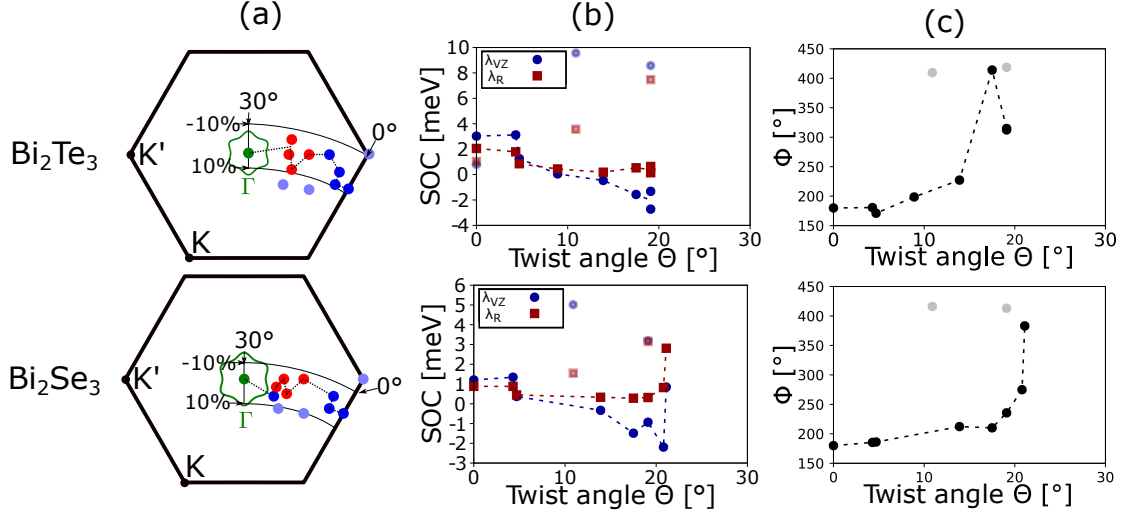 (a)
(b)
(c)
Bi₂Te₃
K'
K
30°
-10%
10%
0°
Γ
SOC [meV]
10
8
6
4
2
0
-2
-4
λVZ
λR
0
10
20
30
Twist angle Θ [°]
Φ [°]
450
400
350
300
250
200
150
0
10
20
30
Twist angle Θ [°]
Bi₂Se₃
K'
K
30°
-10%
10%
0°
Γ
SOC [meV]
6
5
4
3
2
1
0
-1
-2
-3
λVZ
λR
0
10
20
30
Twist angle Θ [°]
Φ [°]
450
400
350
300
250
200
150
0
10
20
30
Twist angle Θ [°]